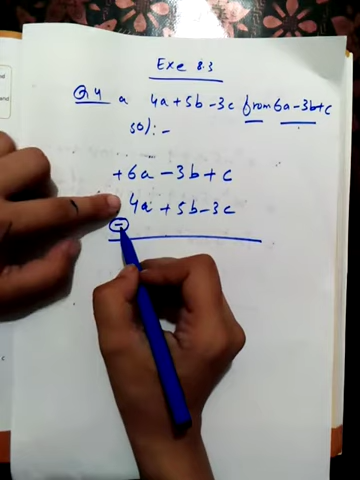 Exe 8.3
Q.4 a 4a+5b-3c from 6a-3b+c
Sol:-
+6a-3b+c
4a+5b-3c
-